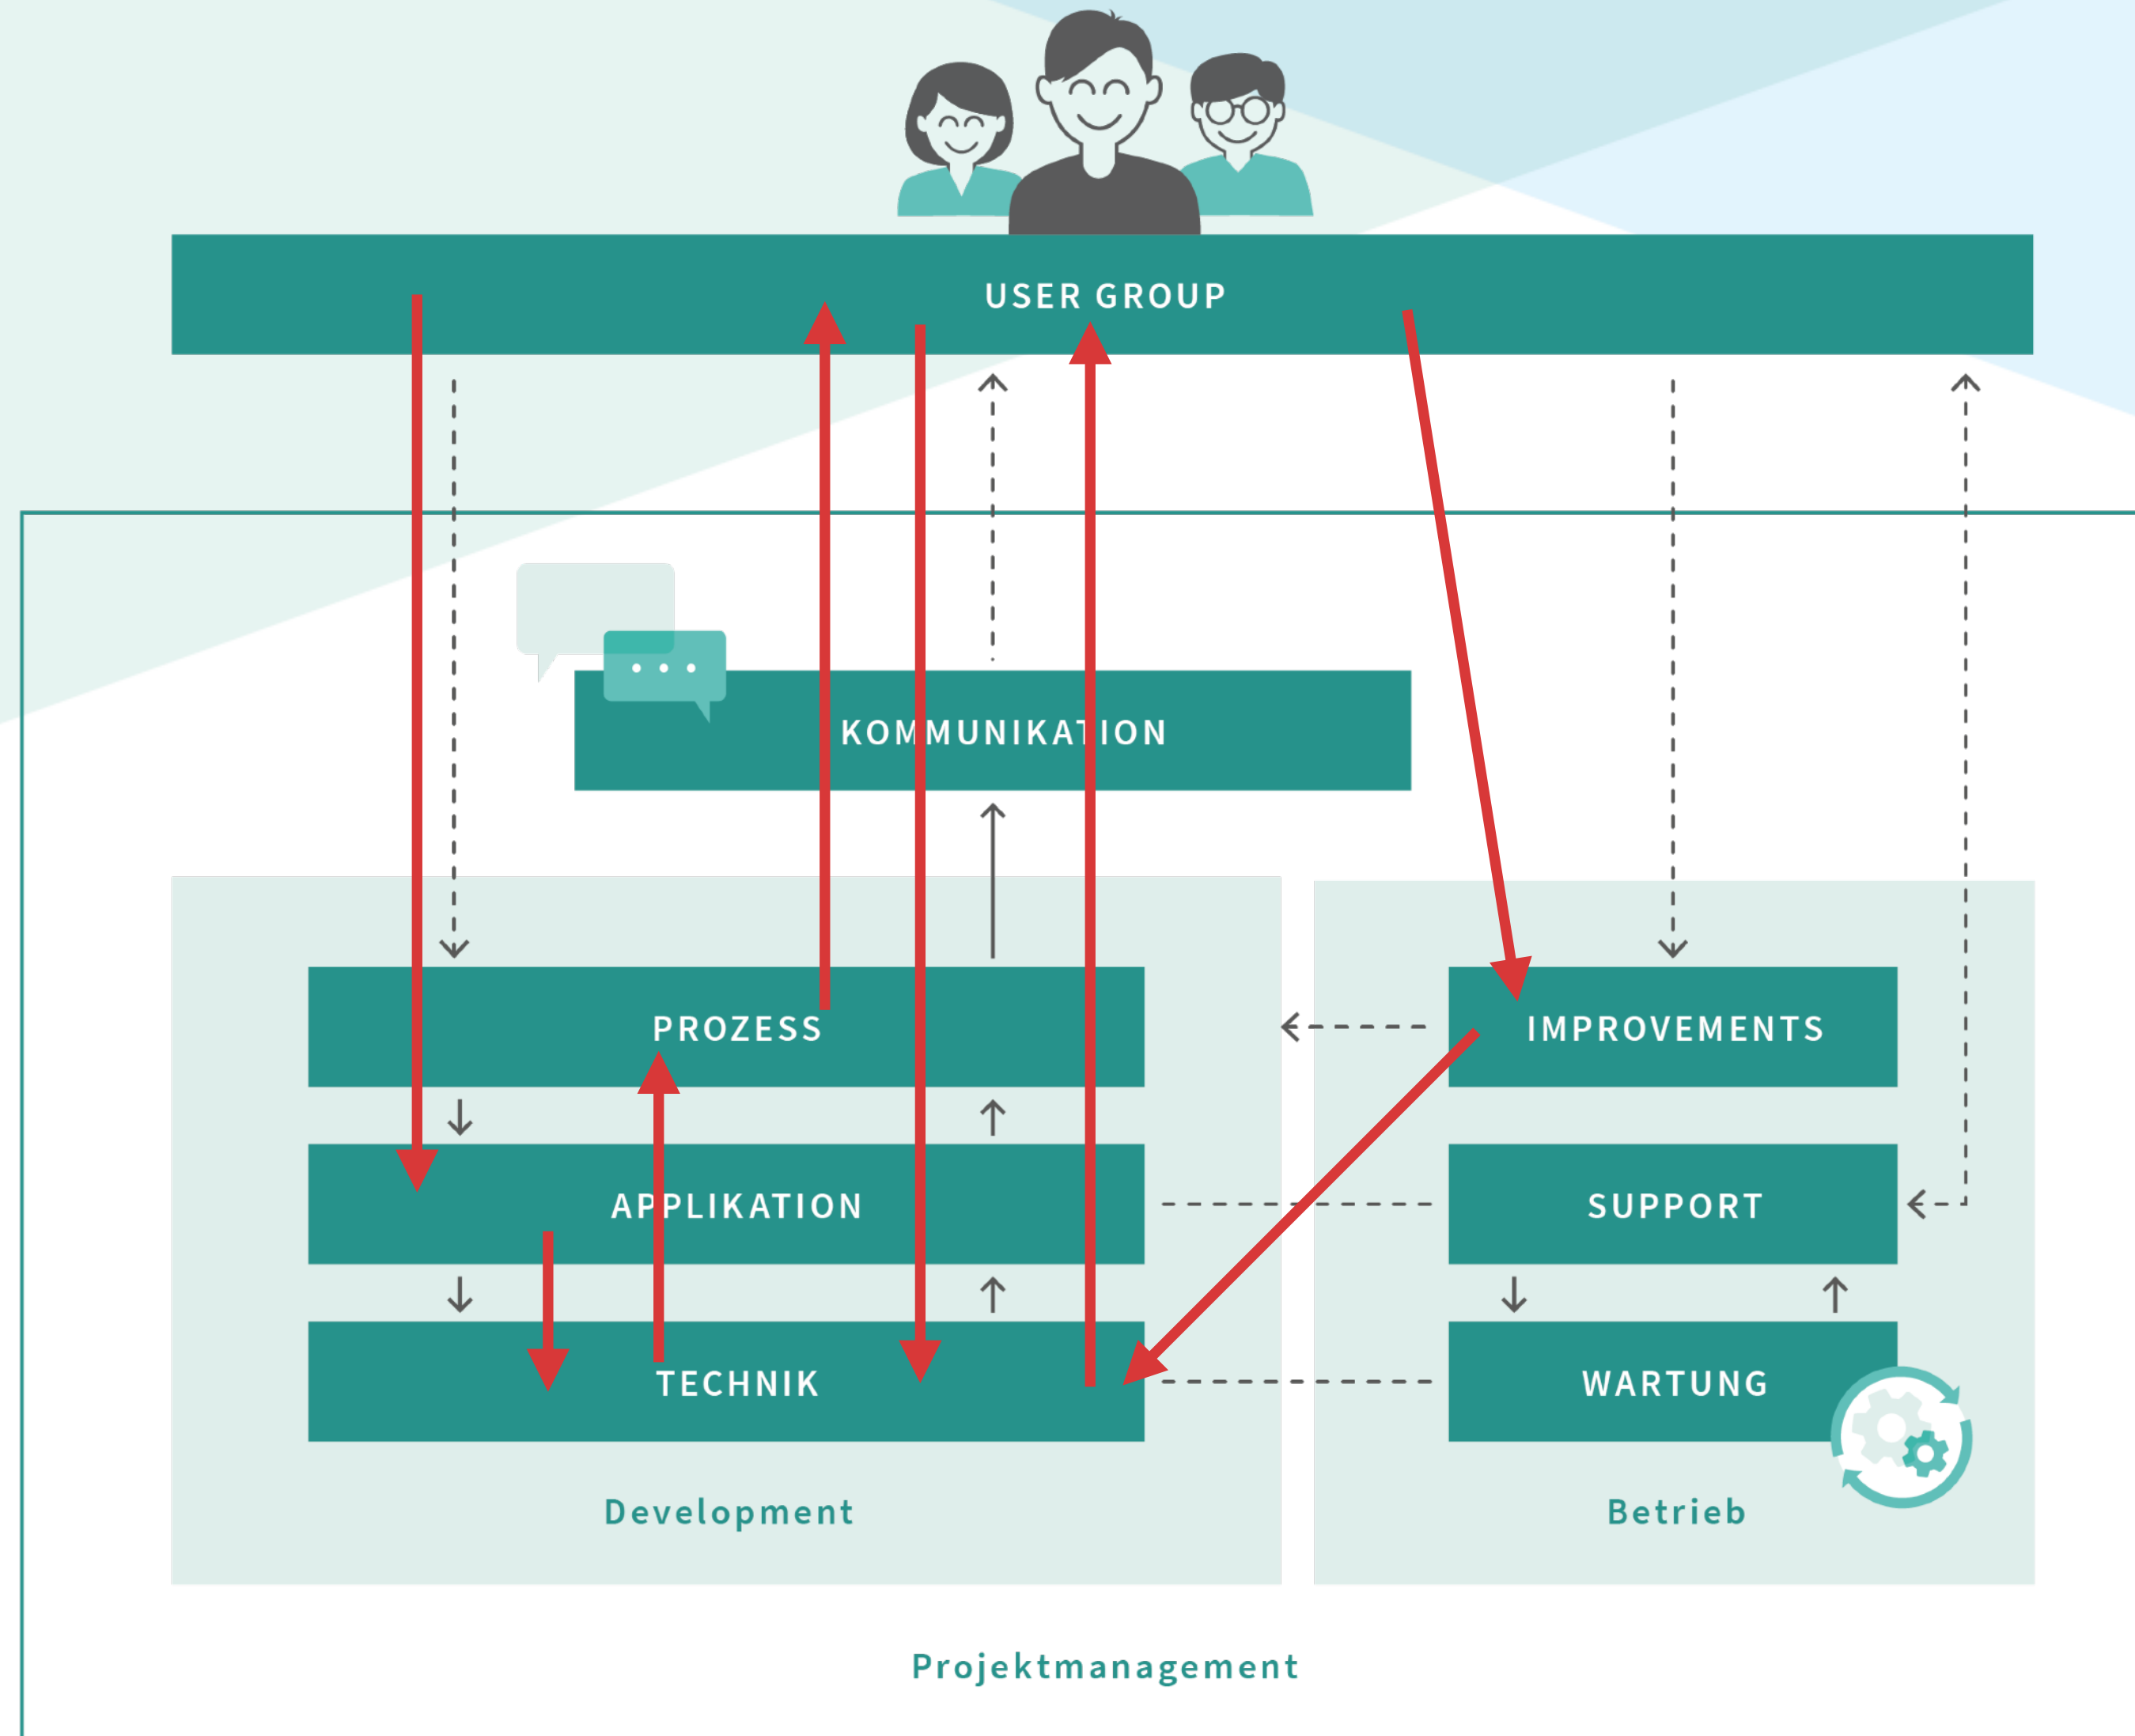 USER GROUP
KOMMUNIKATION
PROZESS
IMPROVEMENTS
APPLIKATION
SUPPORT
TECHNIK
WARTUNG
Development
Betrieb
Projektmanagement